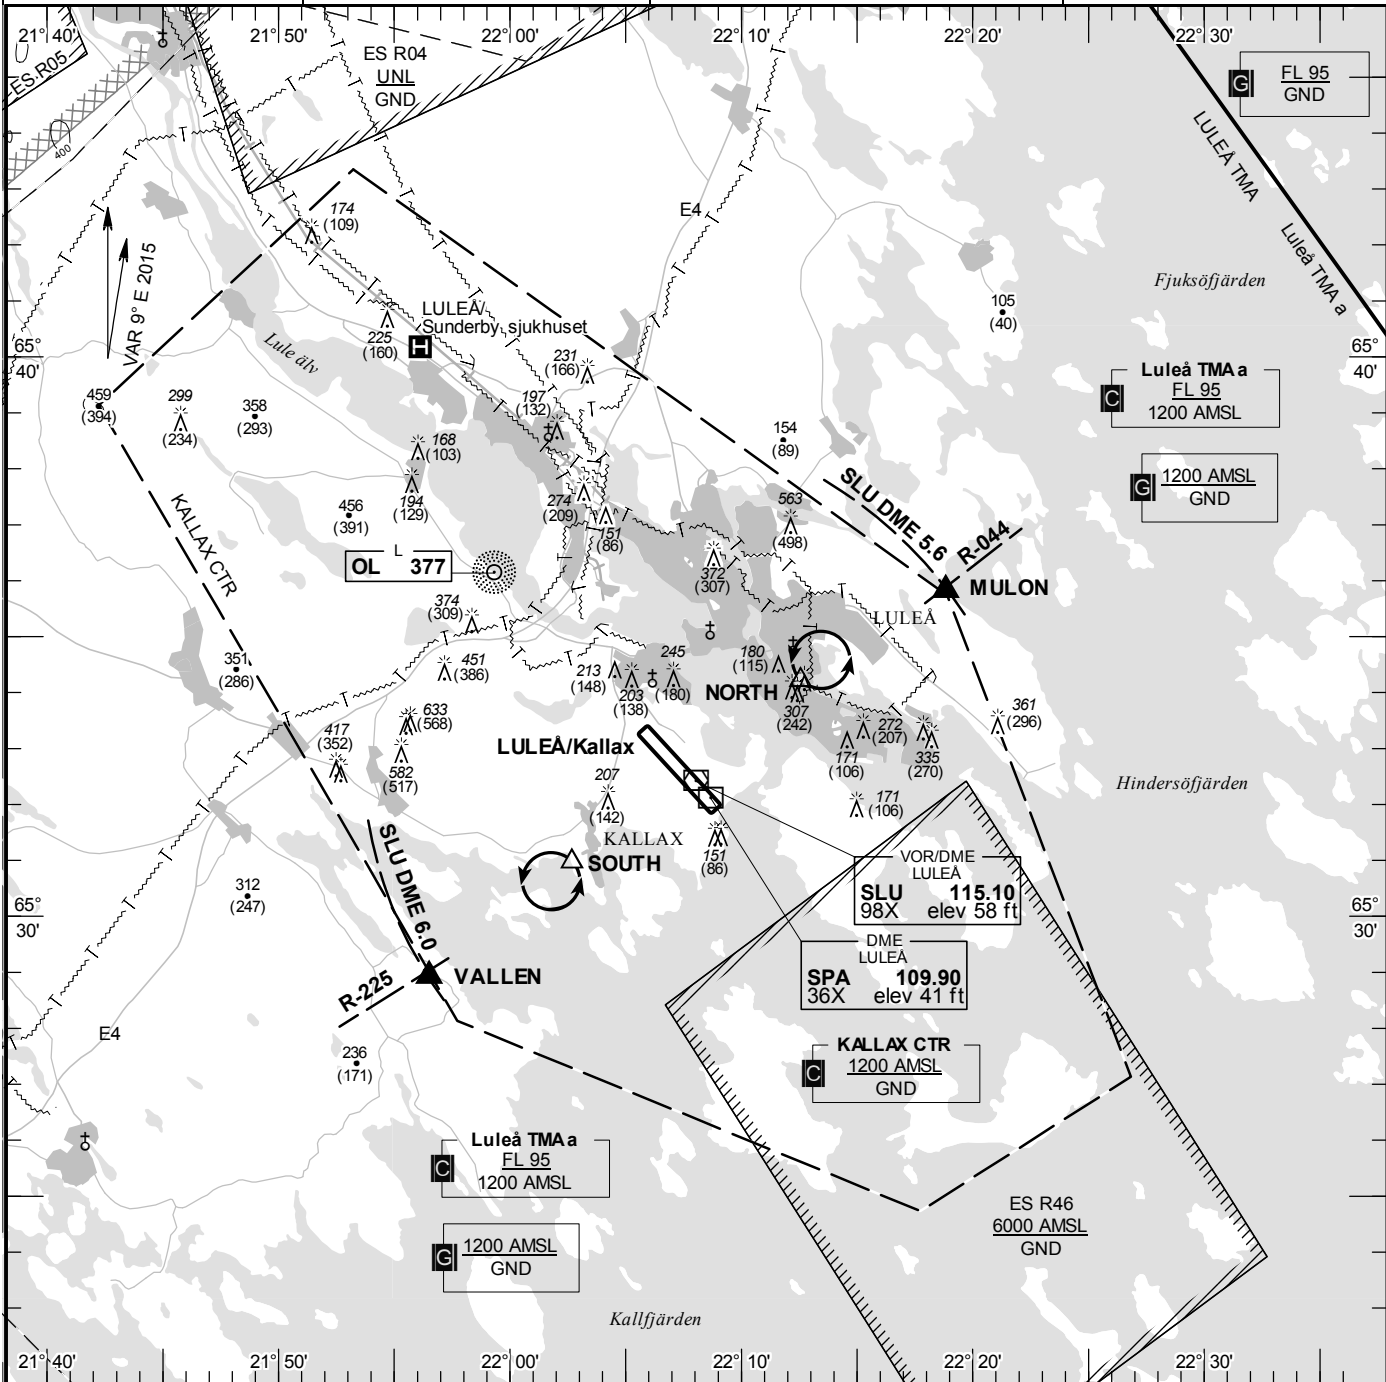 21°40'
21°50'
22°00'
22°10'
22°20'
22°30'
ES R05
ES R04
UNL
GND
G
FL 95
GND
LULEÅ TMA
Luleå TMA a
400
VAR 9° E 2015
174
(109)
E4
Fjuksöfjärden
105
(40)
LULEÅ/
Sunderby sjukhuset
H
225
(160)
Lule älv
231
(166)
65°
40'
65°
40'
Luleå TMA a
C
FL 95
1200 AMSL
459
(394)
299
(234)
358
(293)
197
(132)
168
(103)
154
(89)
G
1200 AMSL
GND
194
(129)
456
(391)
274
(209)
151
(86)
563
(498)
SLU DME 5.6
R-044
MULON
KALLAX CTR
L
OL 377
372
(307)
374
(309)
LULEÅ
351
(286)
451
(386)
213
(148)
203
(138)
245
(180)
180
(115)
NORTH
307
(242)
361
(296)
633
(568)
272
(207)
171
(106)
335
(270)
417
(352)
582
(517)
LULEÅ/Kallax
207
(142)
171
(106)
Hindersöfjärden
KALLAX
151
(86)
SOUTH
SLU DME 6.0
VOR/DME
LULEÅ
SLU 115.10
98X elev 58 ft
312
(247)
65°
30'
65°
30'
DME
LULEÅ
SPA 109.90
36X elev 41 ft
R-225
VALLEN
E4
236
(171)
KALLAX CTR
C
1200 AMSL
GND
Luleå TMA a
C
FL 95
1200 AMSL
G
1200 AMSL
GND
ES R46
6000 AMSL
GND
Kallfjärden
21°40'
21°50'
22°00'
22°10'
22°20'
22°30'